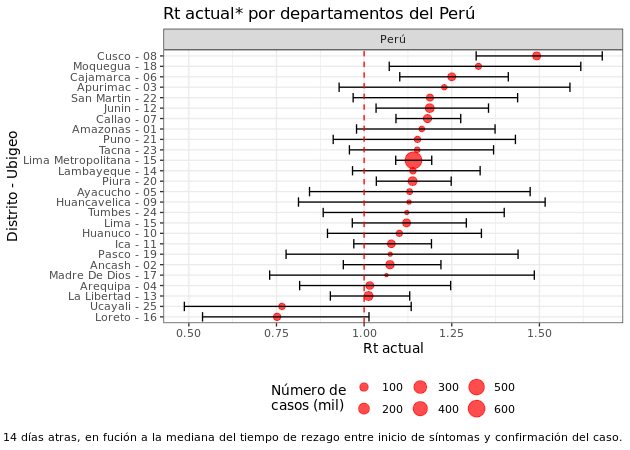 Rt actual* por departamentos del Perú
Perú
Distrito - Ubigeo
Cusco - 08
Moquegua - 18
Cajamarca - 06
Apurimac - 03
San Martin - 22
Junin - 12
Callao - 07
Amazonas - 01
Puno - 21
Tacna - 23
Lima Metropolitana - 15
Lambayeque - 14
Piura - 20
Ayacucho - 05
Huancavelica - 09
Tumbes - 24
Lima - 15
Huanuco - 10
Ica - 11
Pasco - 19
Ancash - 02
Madre De Dios - 17
Arequipa - 04
La Libertad - 13
Ucayali - 25
Loreto - 16
0.50 0.75 1.00 1.25 1.50
Rt actual
Número de
casos (mil)
100 300 500
200 400 600
14 días atras, en fución a la mediana del tiempo de rezago entre inicio de síntomas y confirmación del caso.